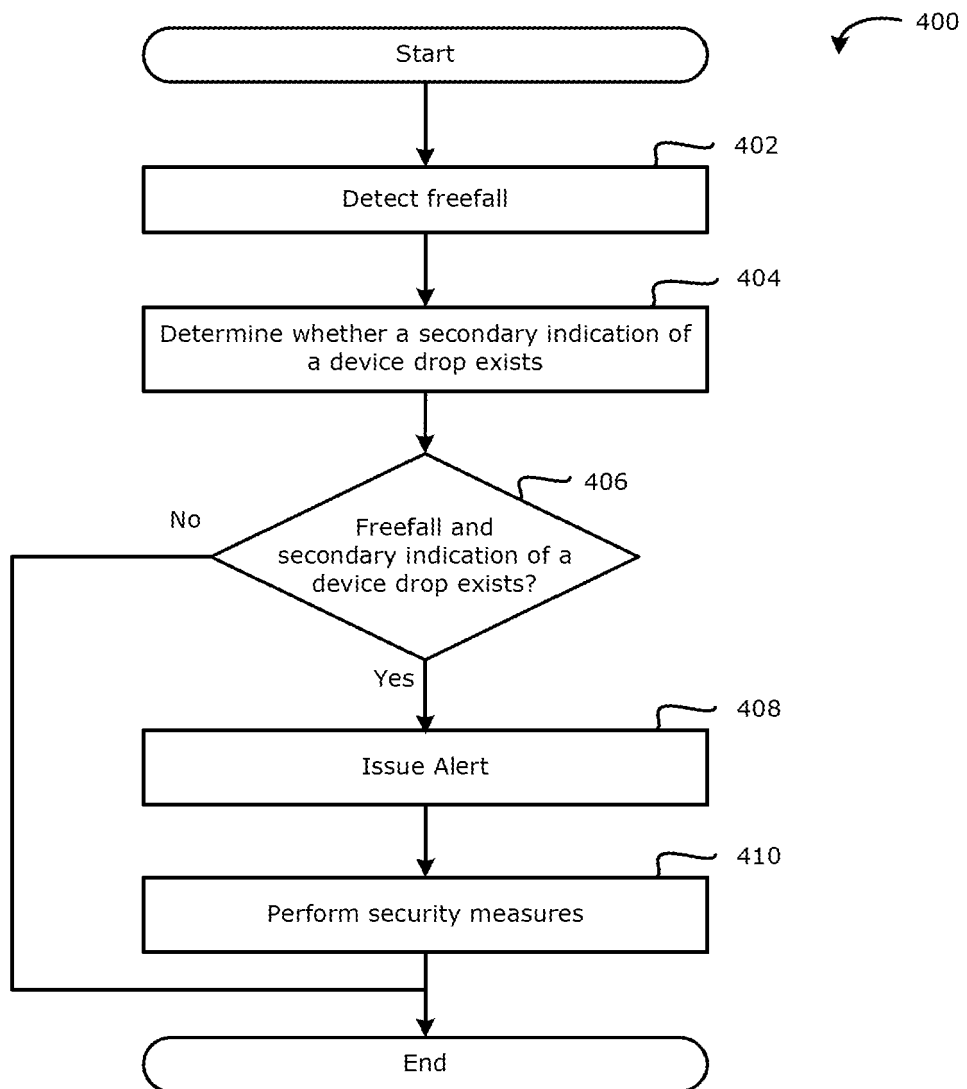 400
Start
402
Detect freefall
404
Determine whether a secondary indication of
a device drop exists
406
No
Freefall and
secondary indication of a
device drop exists?
Yes
408
Issue Alert
410
Perform security measures
End